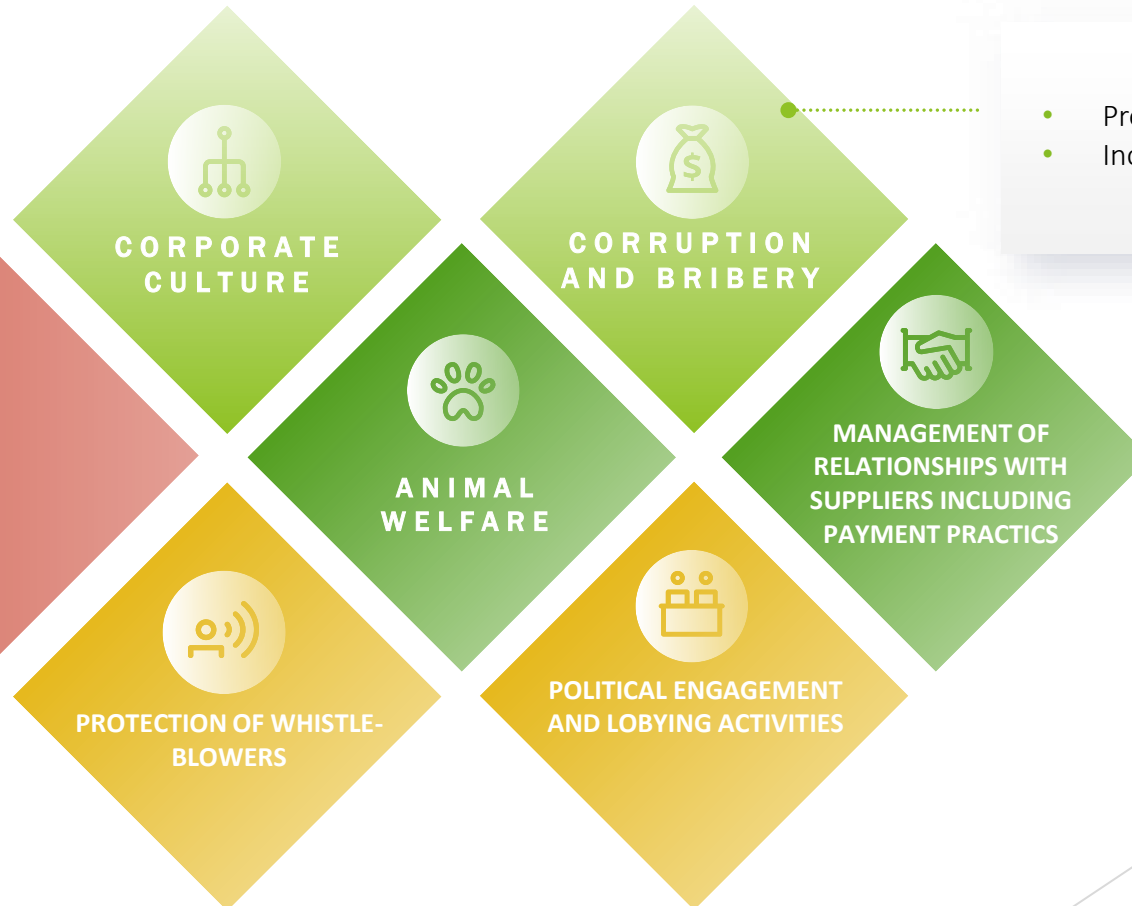 CORPORATE
CULTURE
CORRUPTION
AND BRIBERY
ANIMAL
WELFARE
MANAGEMENT OF
RELATIONSHIPS WITH
SUPPLIERS INCLUDING
PAYMENT PRACTICS
PROTECTION OF WHISTLE-
BLOWERS
POLITICAL ENGAGEMENT
AND LOBYING ACTIVITIES